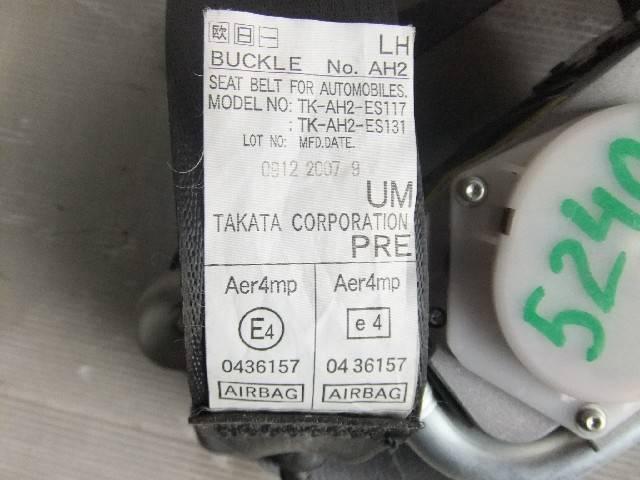 欧 日 一 LH
BUCKLE No. AH2
SEAT BELT FOR AUTOMOBILES.
MODEL NO: TK-AH2-ES117
: TK-AH2-ES131
LOT NO: MFD.DATE.
0912 2007 9
UM
TAKATA CORPORATION
PRE
Aer4mp Aer4mp
E4 e 4
0436157 0436157
AIRBAG AIRBAG
5240